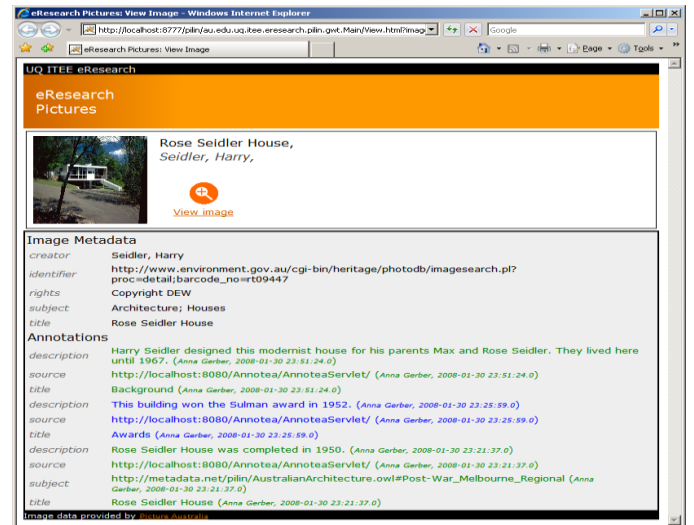 eResearch Pictures: View Image - Windows Internet Explorer
http://localhost:8777/pilin/au.edu.uq.itee.eresearch.pilin.gwt.Main/View.html?imag
Google
eResearch Pictures: View Image
Page
Tools
UQ ITEE eResearch
eResearch
Pictures
Rose Seidler House,
Seidler, Harry,
View image
Image Metadata
creator Seidler, Harry
identifier http://www.environment.gov.au/cgi-bin/heritage/photodb/imagesearch.pl?
proc=detail;barcode_no=rt09447
rights Copyright DEW
subject Architecture; Houses
title Rose Seidler House
Annotations
description Harry Seidler designed this modernist house for his parents Max and Rose Seidler. They lived here
until 1967. (Anna Gerber, 2008-01-30 23:51:24.0)
source http://localhost:8080/Annotea/AnnoteaServlet/ (Anna Gerber, 2008-01-30 23:51:24.0)
title Background (Anna Gerber, 2008-01-30 23:51:24.0)
description This building won the Sulman award in 1952. (Anna Gerber, 2008-01-30 23:25:59.0)
source http://localhost:8080/Annotea/AnnoteaServlet/ (Anna Gerber, 2008-01-30 23:25:59.0)
title Awards (Anna Gerber, 2008-01-30 23:25:59.0)
description Rose Seidler House was completed in 1950. (Anna Gerber, 2008-01-30 23:21:37.0)
source http://localhost:8080/Annotea/AnnoteaServlet/ (Anna Gerber, 2008-01-30 23:21:37.0)
subject http://metadata.net/pilin/AustralianArchitecture.owl#Post-War_Melbourne_Regional (Anna
Gerber, 2008-01-30 23:21:37.0)
title Rose Seidler House (Anna Gerber, 2008-01-30 23:21:37.0)
Image data provided by Picture Australia